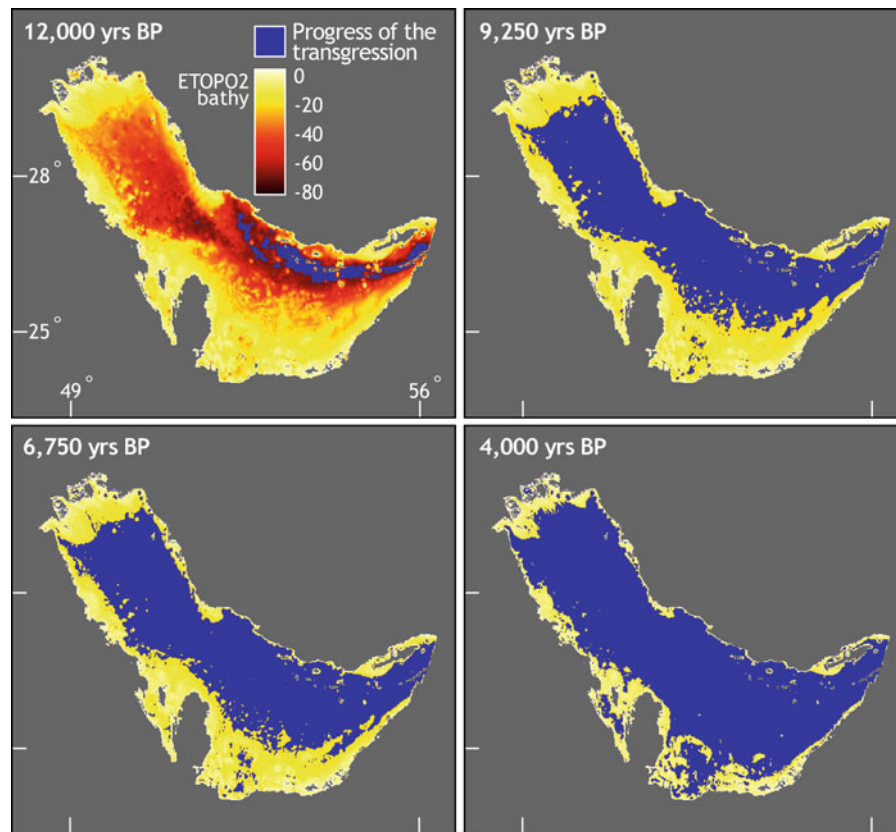 12,000 yrs BP
Progress of the
transgression
ETOPO2
bathy
0
-20
-40
-60
-80
28°
25°
49°
56°
9,250 yrs BP
6,750 yrs BP
4,000 yrs BP